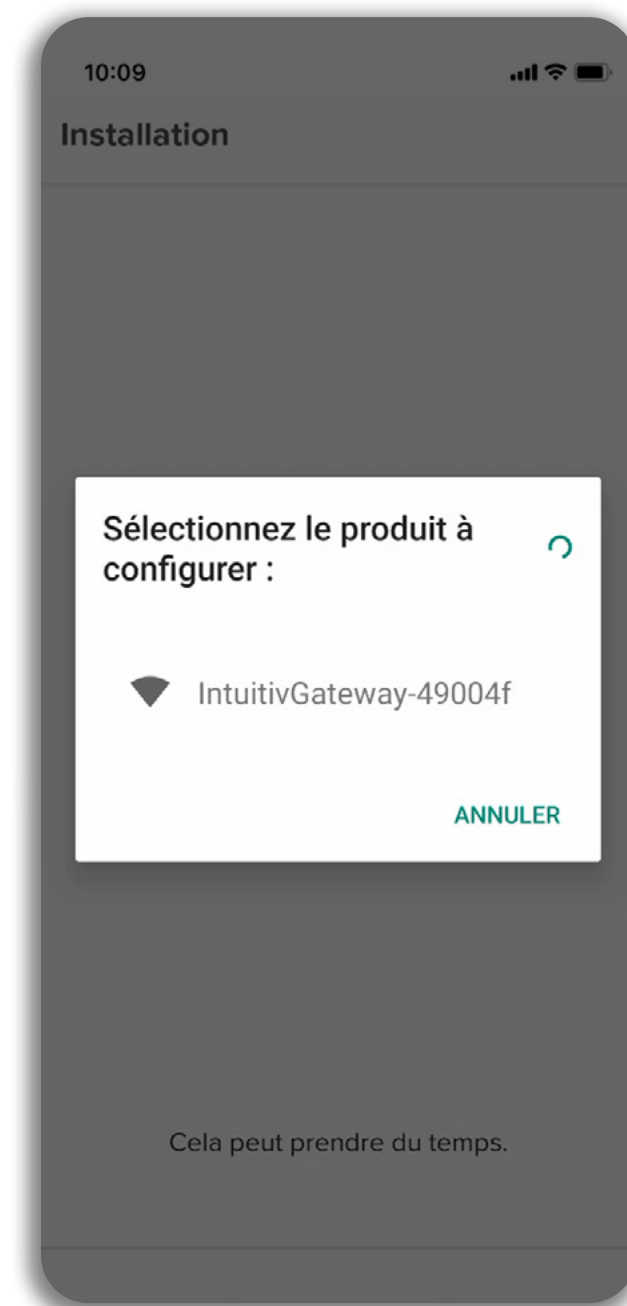 10:09
Installation
Sélectionnez le produit à
configurer :
IntuitivGateway-49004f
ANNULER
Cela peut prendre du temps.